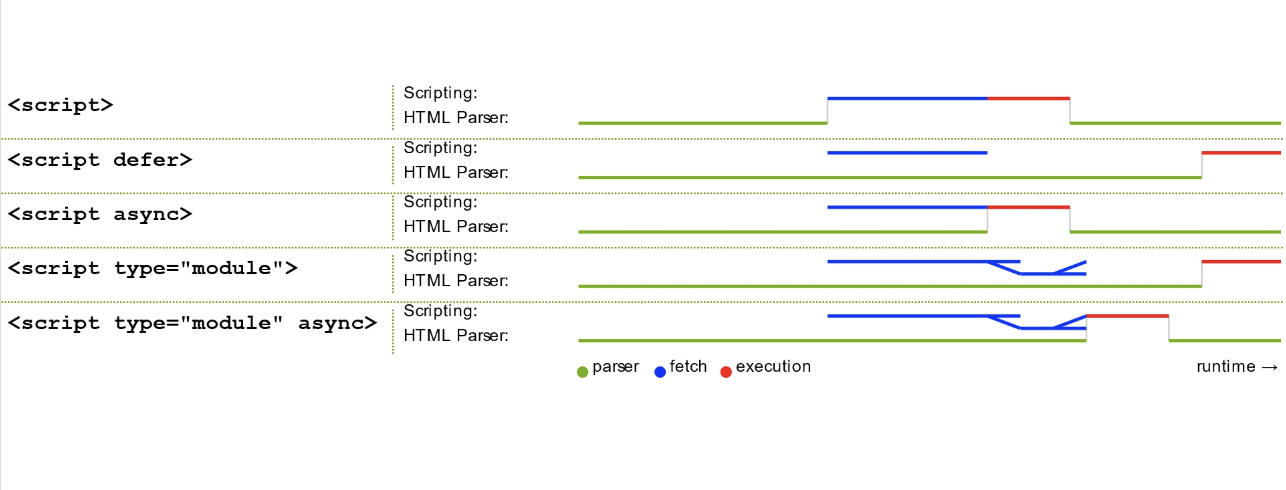 <script>
Scripting:
HTML Parser:
<script defer>
Scripting:
HTML Parser:
<script async>
Scripting:
HTML Parser:
<script type="module">
Scripting:
HTML Parser:
<script type="module" async>
Scripting:
HTML Parser:
parser fetch execution runtime →